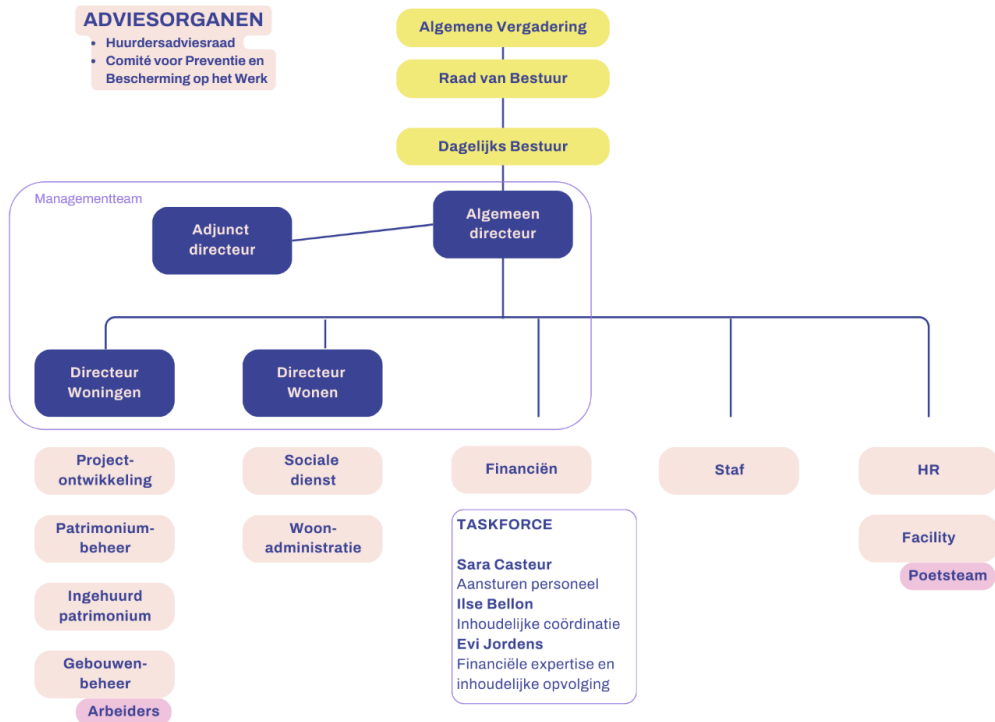 ADVIESORGANEN
• Huurdersadviesraad
• Comité voor Preventie en
Bescherming op het Werk
Algemene Vergadering
Raad van Bestuur
Dagelijks Bestuur
Managementteam
Adjunct
directeur
Algemeen
directeur
Directeur
Woningen
Directeur
Wonen
Project-
ontwikkeling
Patrimonium-
beheer
Ingehuurd
patrimonium
Gebouwen-
beheer
Arbeiders
Sociale
dienst
Woon-
administratie
Financiën
TASKFORCE
Sara Casteur
Aansturen personeel
Ilse Bellon
Inhoudelijke coördinatie
Evi Jordens
Financiële expertise en
inhoudelijke opvolging
Staf
HR
Facility
Poetsteam